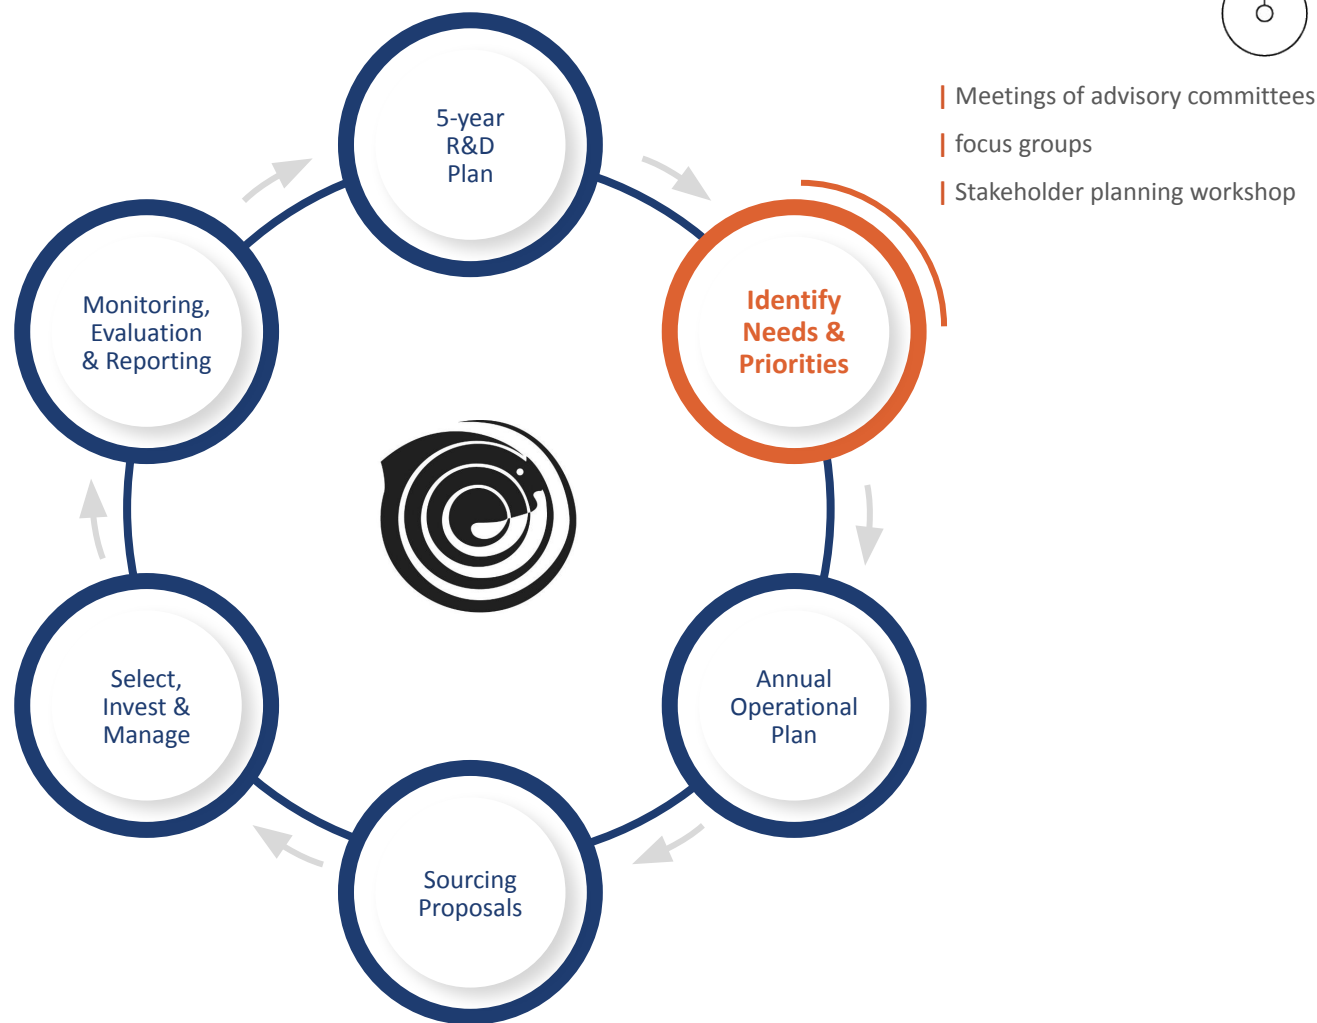 5-year
R&D
Plan
Identify
Needs &
Priorities
| Meetings of advisory committees
| focus groups
| Stakeholder planning workshop
Annual
Operational
Plan
Sourcing
Proposals
Select,
Invest &
Manage
Monitoring,
Evaluation
& Reporting